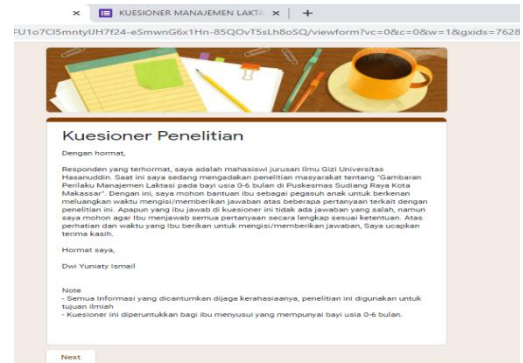 KUESIONER MANAJEMEN LAKTA
FU1o7CI5mntyUH7f24-eSmwnG6x1Hn-85QOvT5sLh8oSQ/viewform?vc=0&c=0&w=1&gxids=7628
Kuesioner Penelitian
Dengan hormat,
Responden yang terhormat, saya adalah mahasiswi jurusan Ilmu Gizi Universitas
Hasanuddin. Saat ini saya sedang mengadakan penelitian masyarakat tentang "Gambaran
Perilaku Manajemen Laktasi pada bayi usia 0-6 bulan di Puskesmas Sudiang Raya Kota
Makassar". Dengan ini, saya mohon bantuan ibu sebagai pegasuh anak untuk berkenan
meluangkan waktu mengisi/memberikan jawaban atas beberapa pertanyaan terkait dengan
penelitian ini. Apapun yang ibu jawab di kuesioner ini tidak ada jawaban yang salah, namun
saya mohon agar Ibu menjawab semua pertanyaan secara lengkap sesuai ketentuan. Atas
perhatian dan waktu yang Ibu berikan untuk mengisi/memberikan jawaban, Saya ucapkan
terima kasih.
Hormat saya,
Dwi Yuniaty Ismail
Note
- Semua Informasi yang dicantumkan dijaga kerahasiaanya, penelitian ini digunakan untuk
tujuan ilmiah
- Kuesioner ini diperuntukkan bagi ibu menyusui yang mempunyai bayi usia 0-6 bulan.
Next